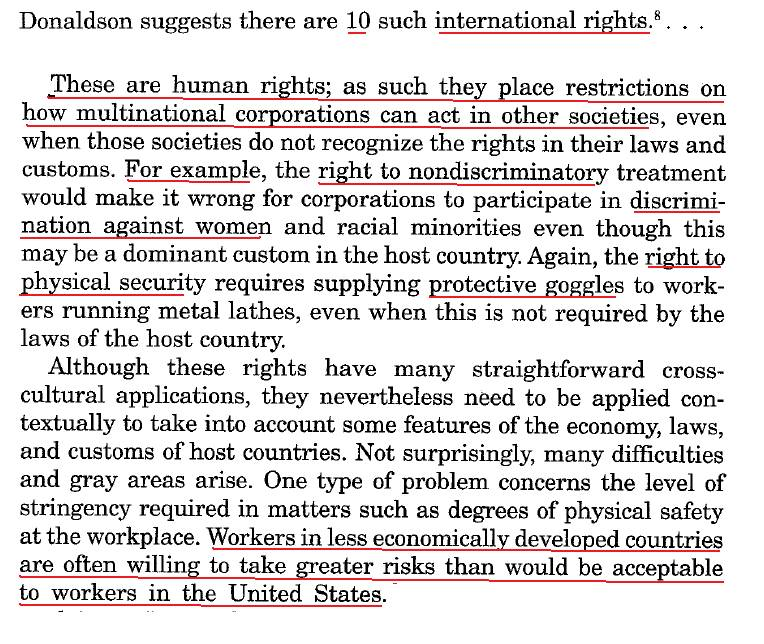 Donaldson suggests there are 10 such international rights.⁸ . . .
These are human rights; as such they place restrictions on
how multinational corporations can act in other societies, even
when those societies do not recognize the rights in their laws and
customs. For example, the right to nondiscriminatory treatment
would make it wrong for corporations to participate in discrimi-
nation against women and racial minorities even though this
may be a dominant custom in the host country. Again, the right to
physical security requires supplying protective goggles to work-
ers running metal lathes, even when this is not required by the
laws of the host country.
Although these rights have many straightforward cross-
cultural applications, they nevertheless need to be applied con-
textually to take into account some features of the economy, laws,
and customs of host countries. Not surprisingly, many difficulties
and gray areas arise. One type of problem concerns the level of
stringency required in matters such as degrees of physical safety
at the workplace. Workers in less economically developed countries
are often willing to take greater risks than would be acceptable
to workers in the United States.